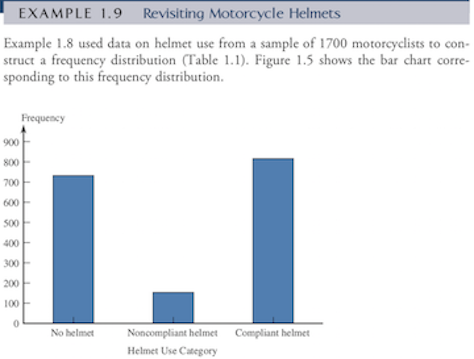 EXAMPLE 1.9 Revisiting Motorcycle Helmets
Example 1.8 used data on helmet use from a sample of 1700 motorcyclists to con-
struct a frequency distribution (Table 1.1). Figure 1.5 shows the bar chart corre-
sponding to this frequency distribution.
Frequency
900
800
700
600
500
400
300
200
100
0
No helmet Noncompliant helmet Compliant helmet
Helmet Use Category